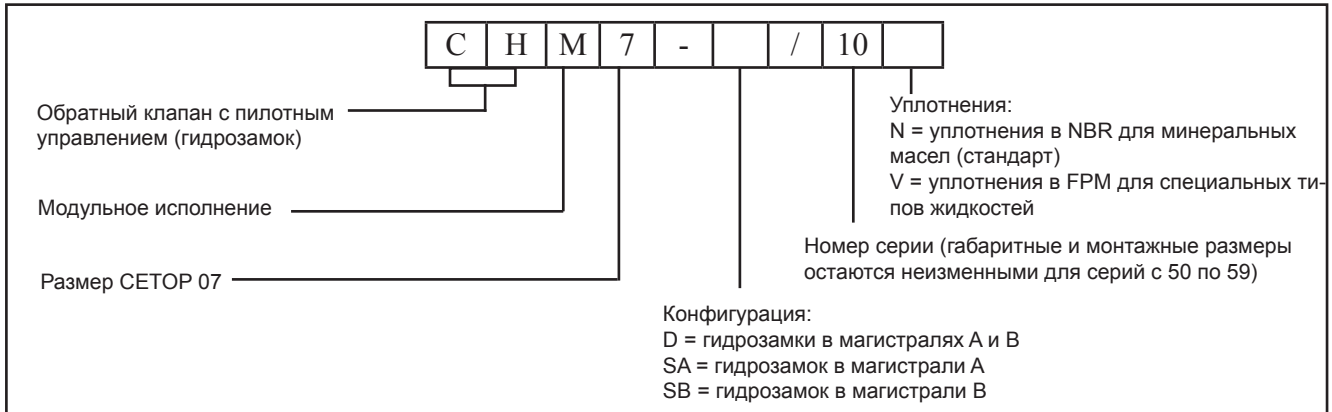 C H M 7 - / 10
Обратный клапан с пилотным
управлением (гидрозамок)
Модульное исполнение
Размер CETOP 07
Уплотнения:
N = уплотнения в NBR для минеральных
масел (стандарт)
V = уплотнения в FPM для специальных ти-
пов жидкостей
Номер серии (габаритные и монтажные размеры
остаются неизменными для серий с 50 по 59)
Конфигурация:
D = гидрозамки в магистралях А и В
SA = гидрозамок в магистрали А
SB = гидрозамок в магистрали В